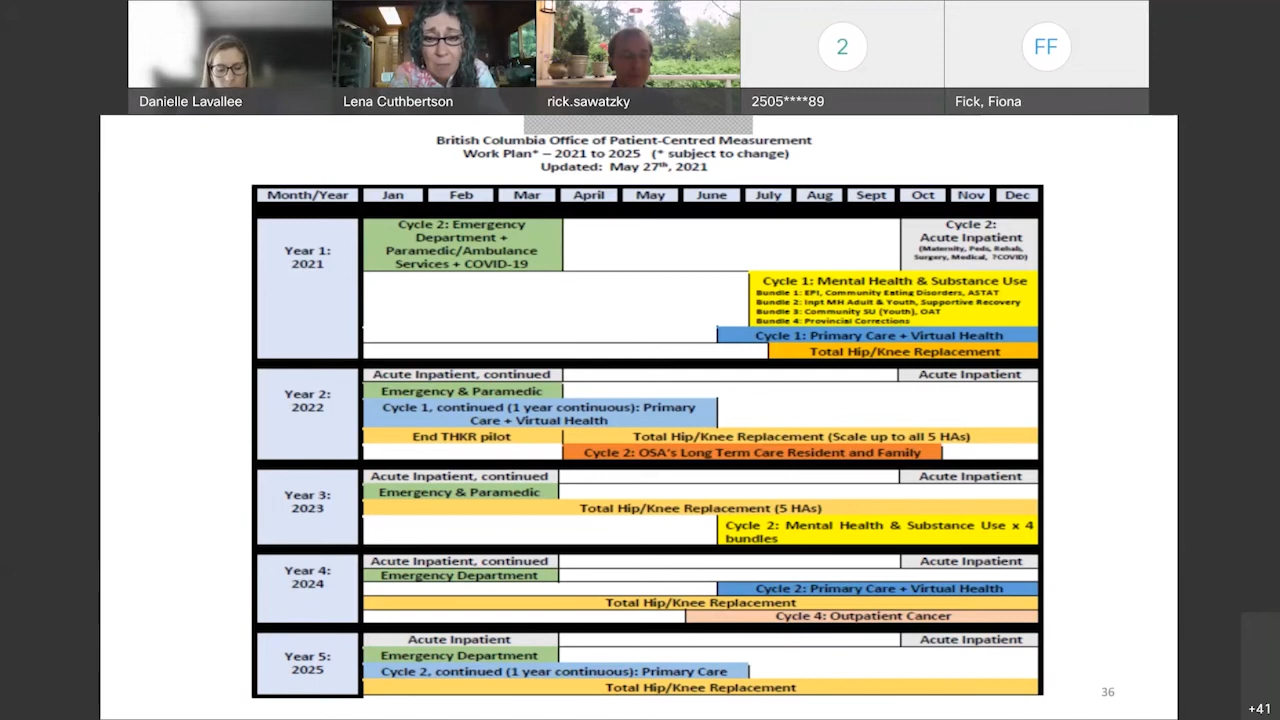 Danielle Lavallee
Lena Cuthbertson
rick.sawatzky
2
2505****89
FF
Fick, Fiona
British Columbia Office of Patient-Centred Measurement
Work Plan* – 2021 to 2025 (* subject to change)
Updated: May 27th, 2021
Month/Year Jan Feb Mar April May June July Aug Sept Oct Nov Dec
Year 1:
2021
Cycle 2: Emergency
Department +
Paramedic/Ambulance
Services + COVID-19
Cycle 2:
Acute Inpatient
(Maternity, Peds, Rehab,
Surgery, Medical, ?COVID)
Cycle 1: Mental Health & Substance Use
Bundle 1: EPI, Community Eating Disorders, ASTAT
Bundle 2: Inpt MH Adult & Youth, Supportive Recovery
Bundle 3: Community SU (Youth), OAT
Bundle 4: Provincial Corrections
Cycle 1: Primary Care + Virtual Health
Total Hip/Knee Replacement
Year 2:
2022
Acute Inpatient, continued
Acute Inpatient
Emergency & Paramedic
Cycle 1, continued (1 year continuous): Primary
Care + Virtual Health
End THKR pilot
Total Hip/Knee Replacement (Scale up to all 5 HAs)
Cycle 2: OSA's Long Term Care Resident and Family
Year 3:
2023
Acute Inpatient, continued
Acute Inpatient
Emergency & Paramedic
Total Hip/Knee Replacement (5 HAs)
Cycle 2: Mental Health & Substance Use x 4
bundles
Year 4:
2024
Acute Inpatient, continued
Acute Inpatient
Emergency Department
Cycle 2: Primary Care + Virtual Health
Total Hip/Knee Replacement
Cycle 4: Outpatient Cancer
Year 5:
2025
Acute Inpatient
Acute Inpatient
Emergency Department
Cycle 2, continued (1 year continuous): Primary Care
Total Hip/Knee Replacement
36
+41